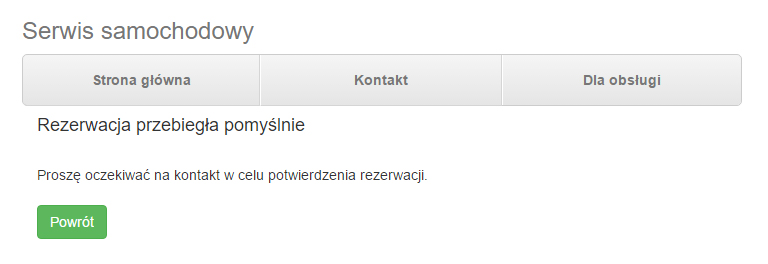 Serwis samochodowy
Strona główna Kontakt Dla obsługi
Rezerwacja przebiegła pomyślnie
Proszę oczekiwać na kontakt w celu potwierdzenia rezerwacji.
Powrót